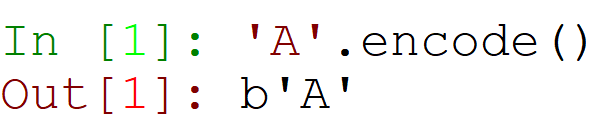 In [1]: 'A'.encode()
Out[1]: b'A'